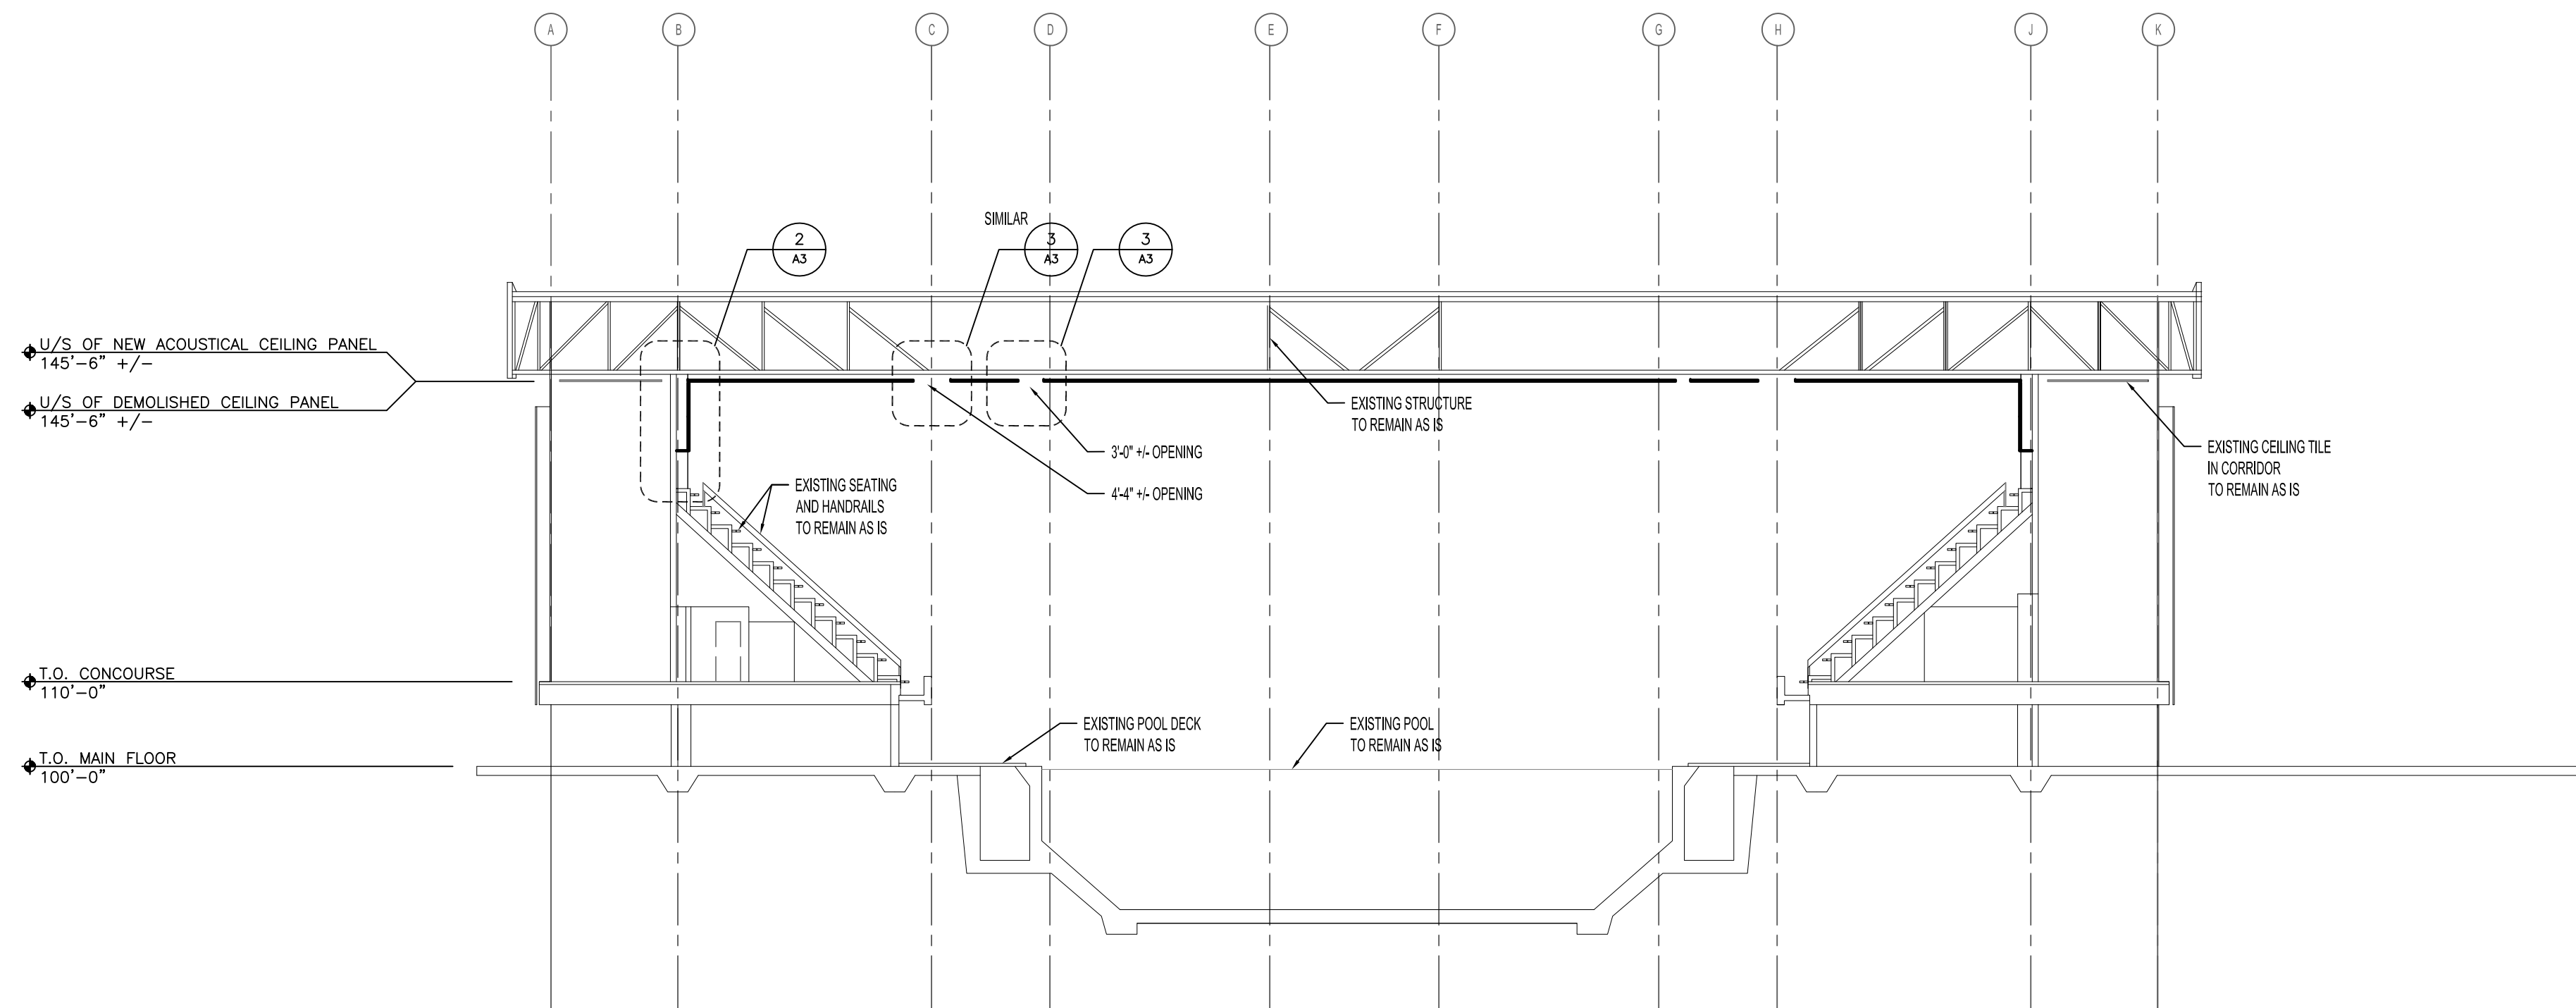 A
B
C
D
E
F
G
H
J
K
SIMILAR
2
A3
3
A3
3
A3
U/S OF NEW ACOUSTICAL CEILING PANEL
145'-6" +/-
U/S OF DEMOLISHED CEILING PANEL
145'-6" +/-
EXISTING STRUCTURE
TO REMAIN AS IS
3'-0" +/- OPENING
4'-4" +/- OPENING
EXISTING CEILING TILE
IN CORRIDOR
TO REMAIN AS IS
EXISTING SEATING
AND HANDRAILS
TO REMAIN AS IS
T.O. CONCOURSE
110'-0"
EXISTING POOL DECK
TO REMAIN AS IS
EXISTING POOL
TO REMAIN AS IS
T.O. MAIN FLOOR
100'-0"